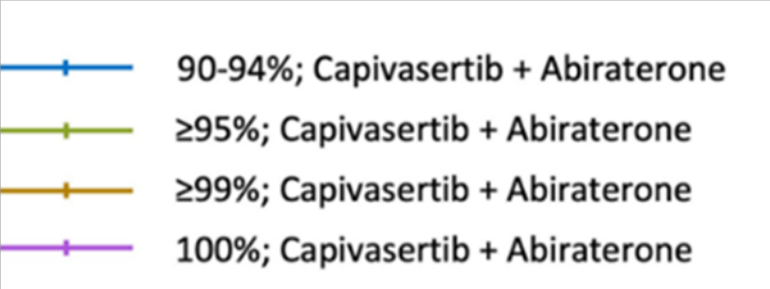 90-94%; Capivasertib + Abiraterone
≥95%; Capivasertib + Abiraterone
≥99%; Capivasertib + Abiraterone
100%; Capivasertib + Abiraterone